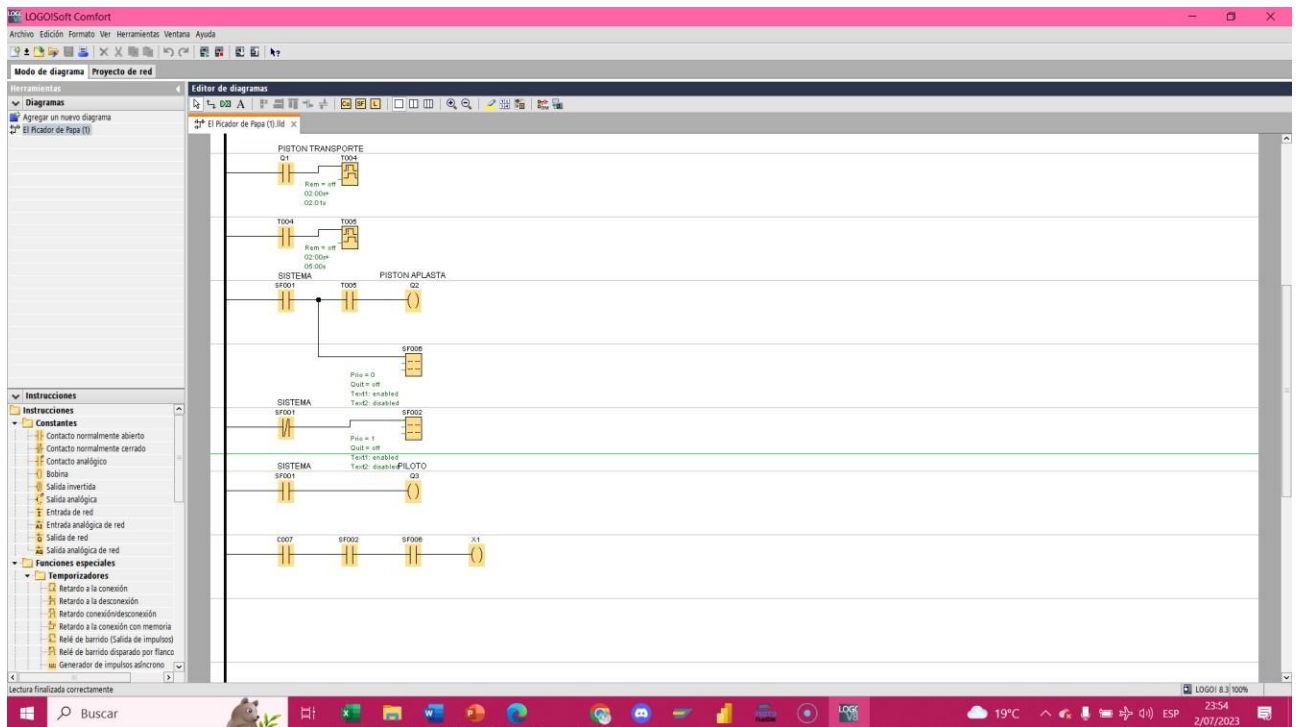 LOGO!Soft Comfort
Archivo Edición Formato Ver Herramientas Ventana Ayuda
Modo de diagrama Proyecto de red
Herramientas
Editor de diagramas
Diagramas
Agregar un nuevo diagrama
El Picador de Papa (1)
El Picador de Papa (1).lld
PISTON TRANSPORTE
Q1 T004
Rem = off
02:00s+
02:01s
T004 T005
Rem = off
02:00s+
05:00s
SISTEMA PISTON APLASTA
SF001 T005 Q2
Prio = 0
Quit = off
Text1: enabled
Text2: disabled
SISTEMA
SF001 SF002
Prio = 1
Quit = off
Text1: enabled
Text2: disabled
SISTEMA PILOTO
SF001 Q3
C007 SF002 X1
Instrucciones
Instrucciones
Constantes
Contacto normalmente abierto
Contacto normalmente cerrado
Contacto analógico
Bobina
Salida invertida
Salida analógica
Entrada de red
Entrada analógica de red
Salida de red
Salida analógica de red
Funciones especiales
Temporizadores
Retardo a la conexión
Retardo a la desconexión
Retardo conexión/desconexión
Retardo a la conexión con memoria
Relé de barrido (Salida de impulsos)
Relé de barrido disparado por flanco
Generador de impulsos asíncrono
Lectura finalizada correctamente
LOGO! 8.3 100%
Buscar
19°C
ESP
23:54
2/07/2023